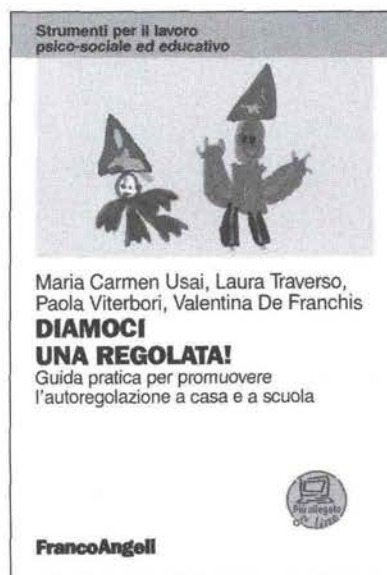 Strumenti per il lavoro
psico-sociale ed educativo
Maria Carmen Usai, Laura Traverso,
Paola Viterbori, Valentina De Franchis
DIAMOCI
UNA REGOLATA!
Guida pratica per promuovere
l'autoregolazione a casa e a scuola
Più allegato
on line
FrancoAngeli